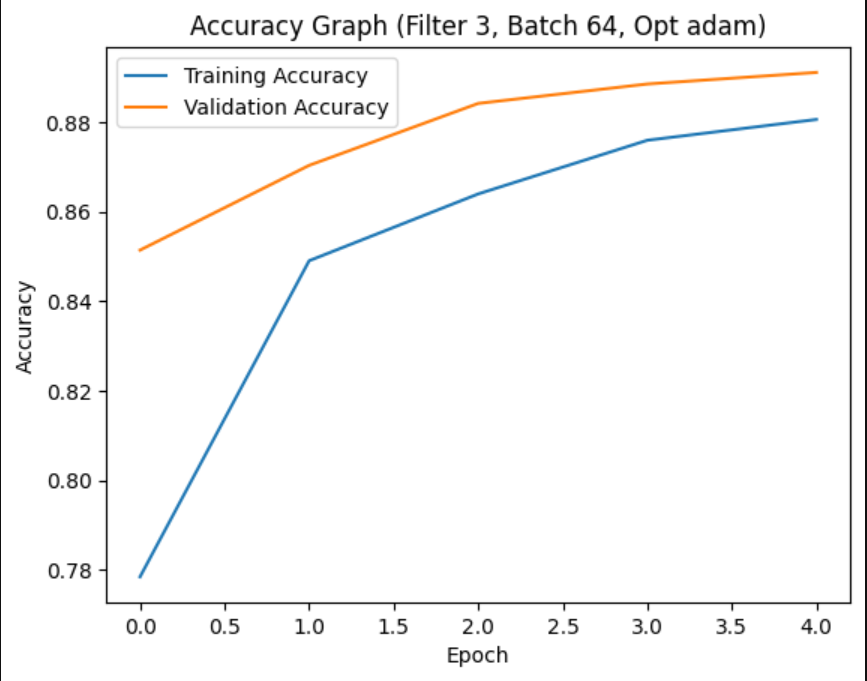 Accuracy Graph (Filter 3, Batch 64, Opt adam)
Training Accuracy
Validation Accuracy
Accuracy
0.88
0.86
0.84
0.82
0.80
0.78
0.0 0.5 1.0 1.5 2.0 2.5 3.0 3.5 4.0
Epoch